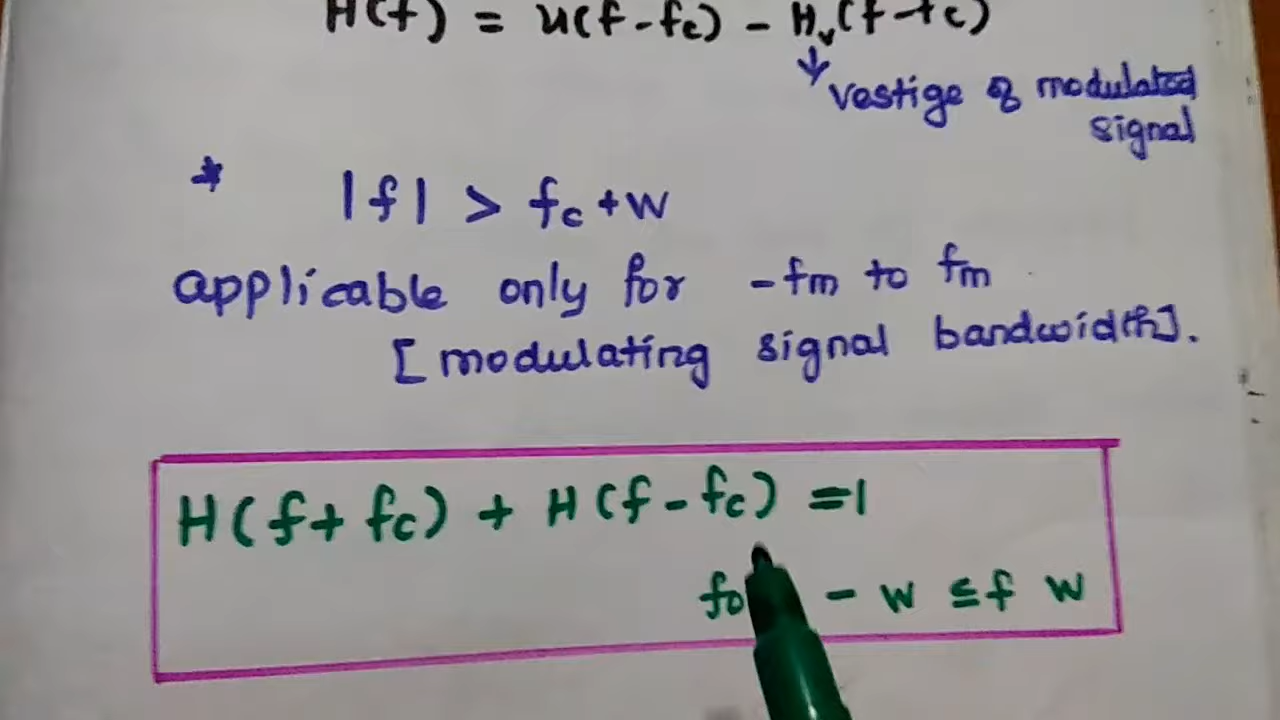 H(f) = u(f-fc) - Hv(f-fc)
↓ vestige of modulated
signal
* |f| > fc+w
applicable only for -fm to fm
[modulating signal bandwidth].
H(f+fc) + H(f-fc) =1
-w ≤f w